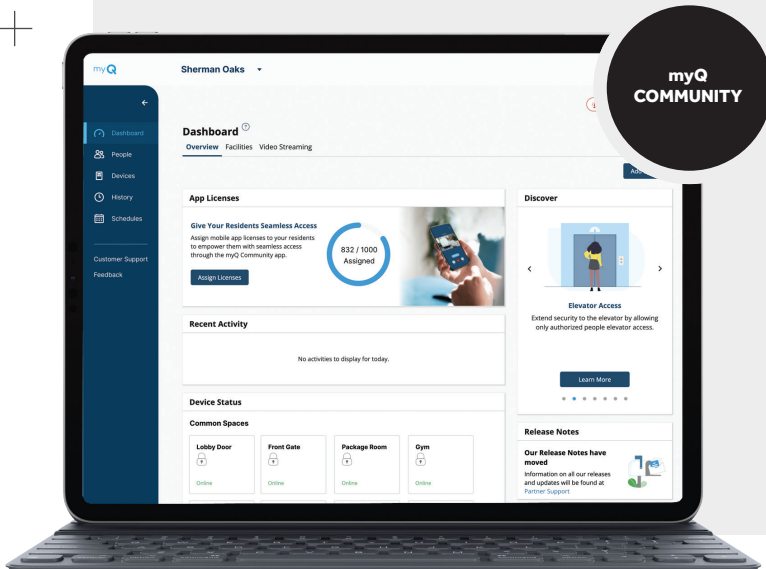 myQ
COMMUNITY
myQ
Sherman Oaks
Dashboard
People
Devices
History
Schedules
Customer Support
Feedback
Dashboard
Overview Facilities Video Streaming
Add
App Licenses
Give Your Residents Seamless Access
Assign mobile app licenses to your residents
to empower them with seamless access
through the myQ Community app.
Assign Licenses
832 / 1000
Assigned
Recent Activity
No activities to display for today.
Device Status
Common Spaces
Lobby Door
Online
Front Gate
Online
Package Room
Online
Gym
Online
Discover
Elevator Access
Extend security to the elevator by allowing
only authorized people elevator access.
Learn More
Release Notes
Our Release Notes have
moved
Information on all our releases
and updates will be found at
Partner Support